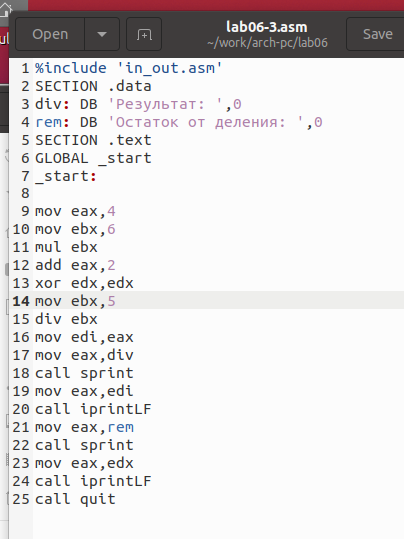 Open
lab06-3.asm
~/work/arch-pc/lab06
Save
1 %include 'in_out.asm'
2 SECTION .data
3 div: DB 'Результат: ',0
4 rem: DB 'Остаток от деления: ',0
5 SECTION .text
6 GLOBAL _start
7 _start:
8
9 mov eax,4
10 mov ebx,6
11 mul ebx
12 add eax,2
13 xor edx,edx
14 mov ebx,5
15 div ebx
16 mov edi,eax
17 mov eax,div
18 call sprint
19 mov eax,edi
20 call iprintLF
21 mov eax,rem
22 call sprint
23 mov eax,edx
24 call iprintLF
25 call quit